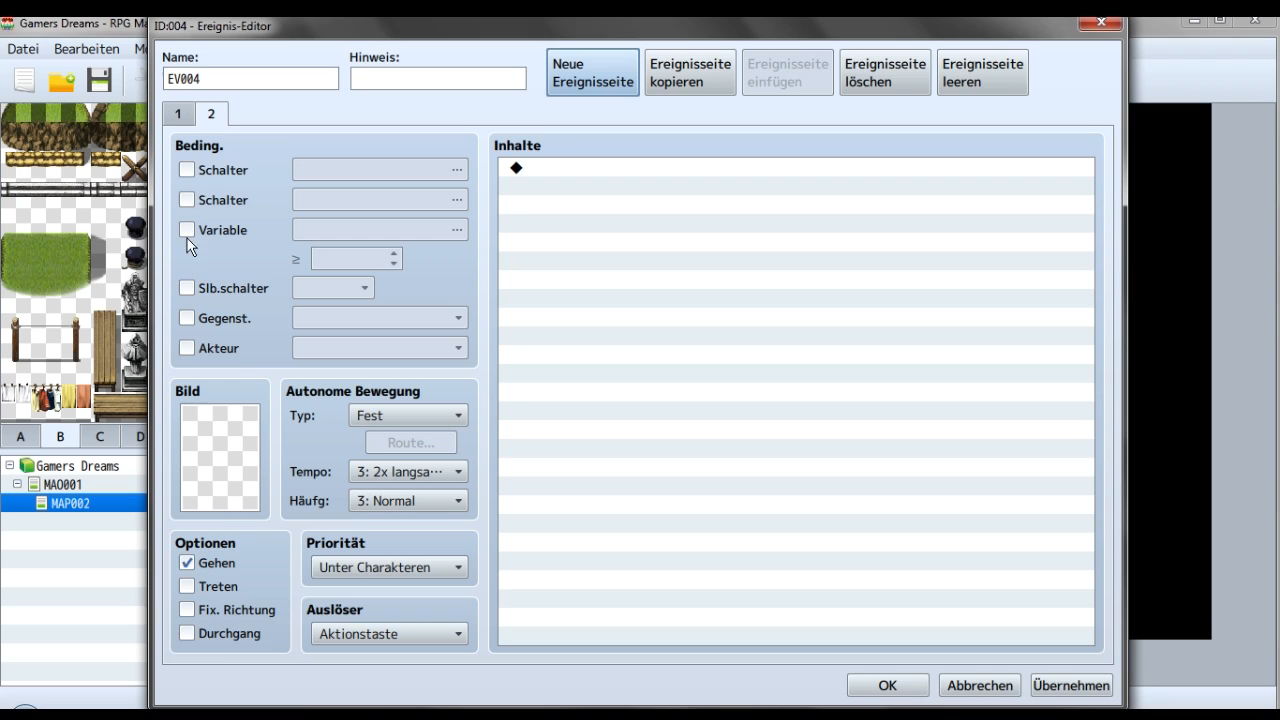 Gamers Dreams - RPG Ma
ID:004 - Ereignis-Editor
Datei Bearbeiten M
Name:
EV004
Hinweis:
Neue
Ereignisseite
Ereignisseite
kopieren
Ereignisseite
einfügen
Ereignisseite
löschen
Ereignisseite
leeren
1 2
Beding.
Schalter ...
Schalter ...
Variable ...
≥
Slb.schalter
Gegenst.
Akteur
Inhalte
Bild
Autonome Bewegung
Typ: Fest
Route...
Tempo: 3: 2x langsa...
Häufg: 3: Normal
Optionen
Gehen
Treten
Fix. Richtung
Durchgang
Priorität
Unter Charakteren
Auslöser
Aktionstaste
A B C D
Gamers Dreams
MAO001
MAP002
OK Abbrechen Übernehmen